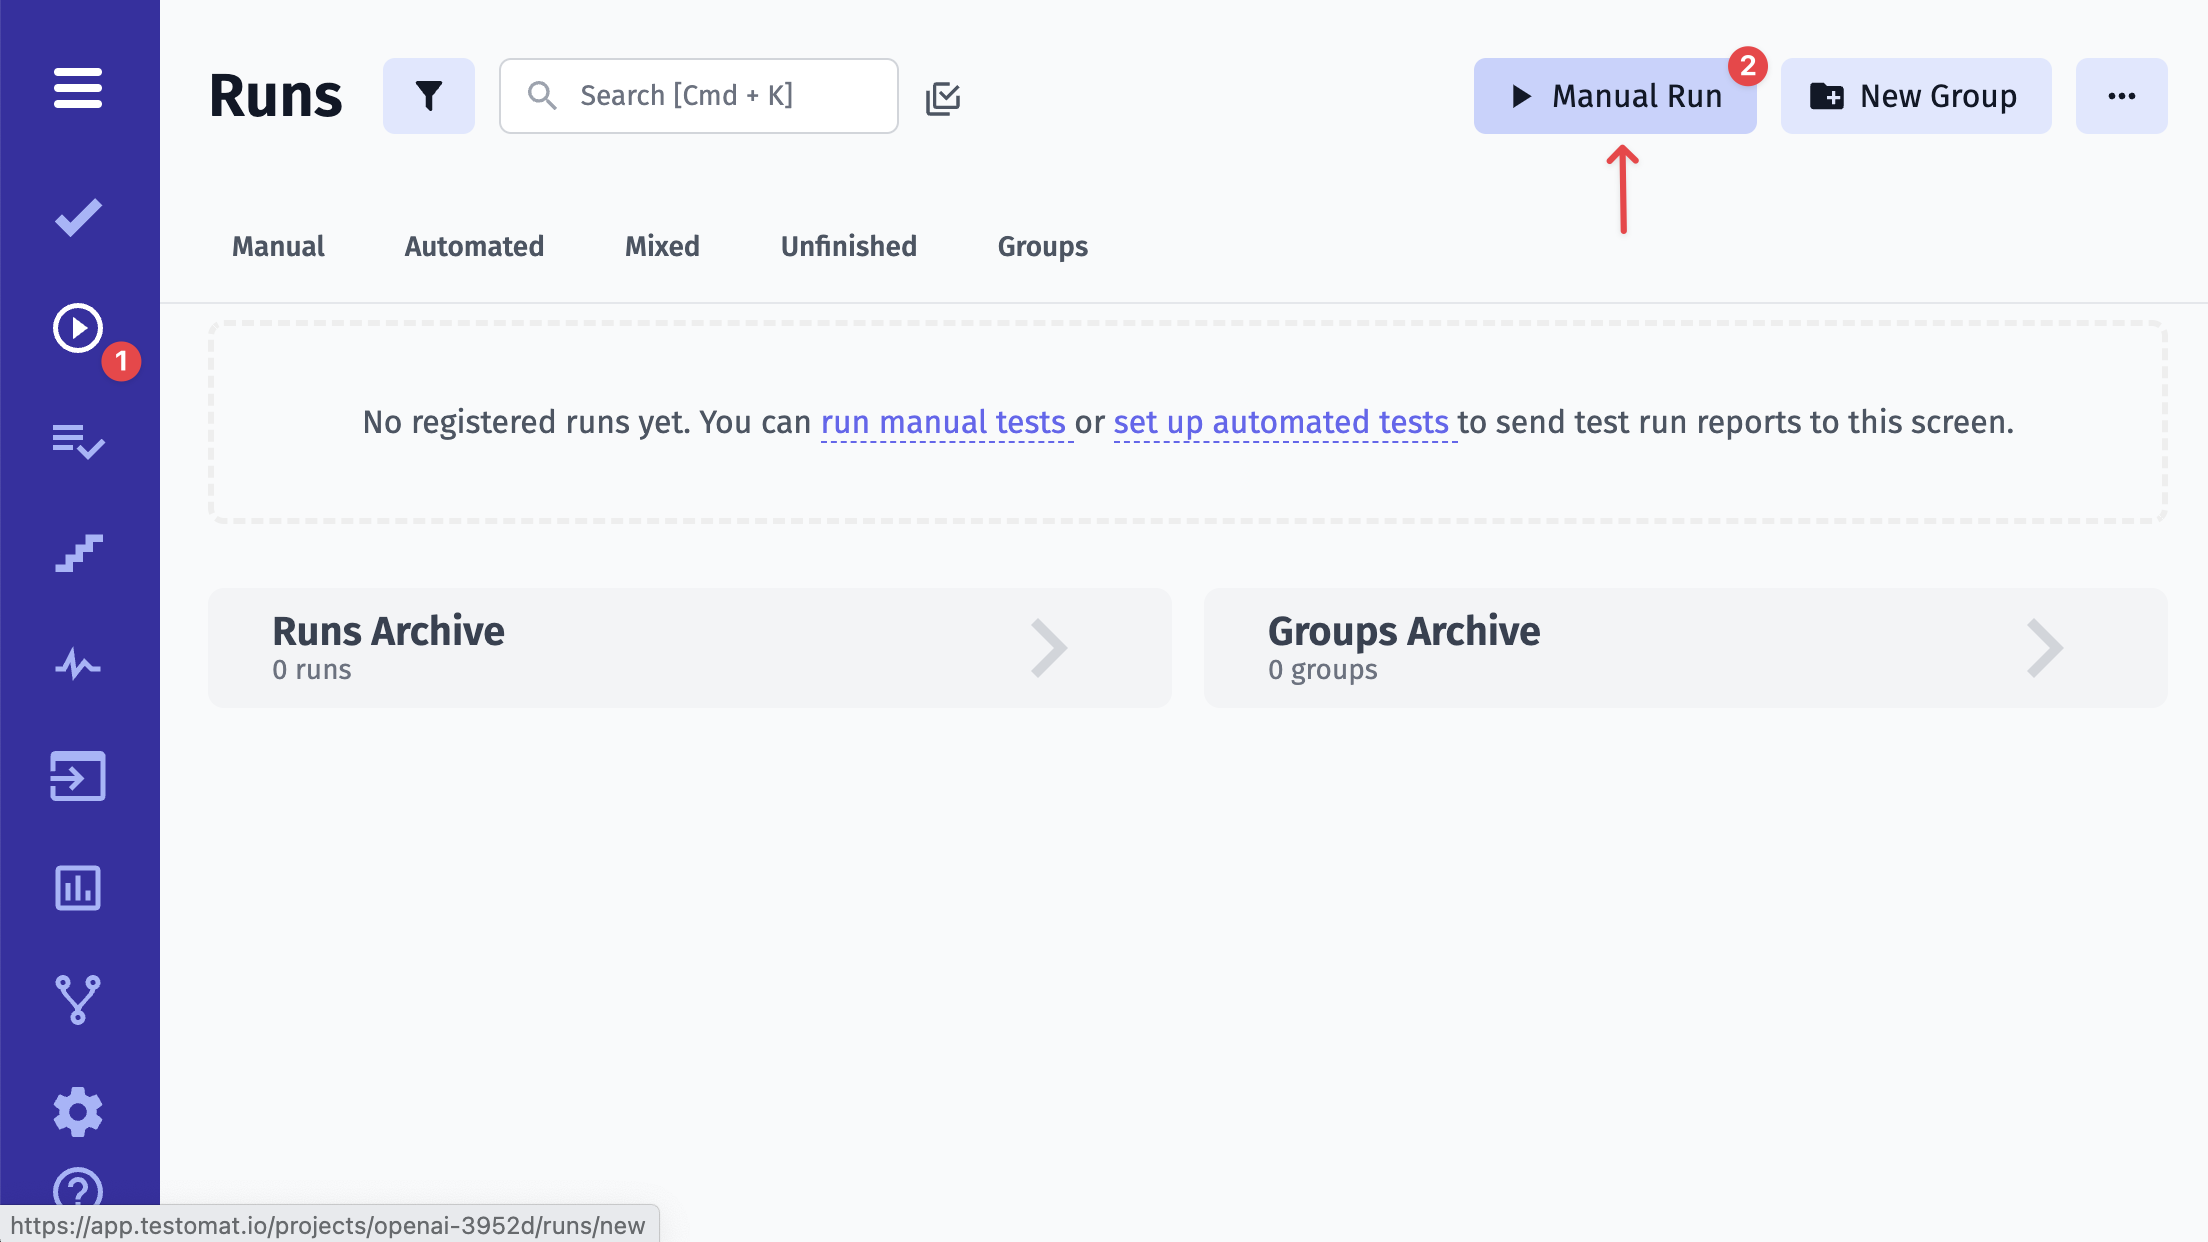 Runs
Search [Cmd + K]
Manual Run
2
New Group
Manual
Automated
Mixed
Unfinished
Groups
1
No registered runs yet. You can run manual tests or set up automated tests to send test run reports to this screen.
Runs Archive
0 runs
Groups Archive
0 groups
https://app.testomat.io/projects/openai-3952d/runs/new